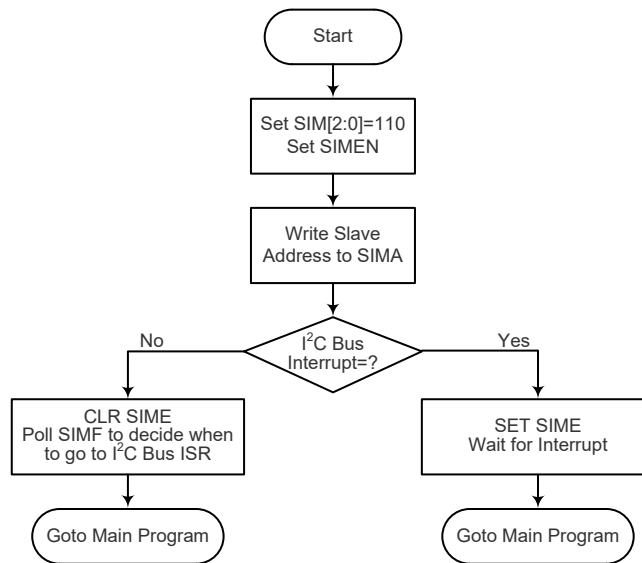 Start
Set SIM[2:0]=110
Set SIMEN
Write Slave
Address to SIMA
I²C Bus
Interrupt=?
No
Yes
CLR SIME
Poll SIMF to decide when
to go to I²C Bus ISR
SET SIME
Wait for Interrupt
Goto Main Program
Goto Main Program